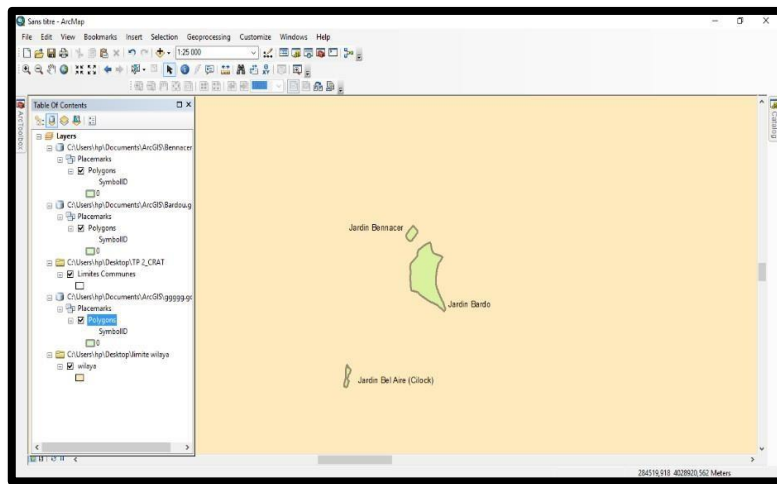 Sans titre - ArcMap
File Edit View Bookmarks Insert Selection Geoprocessing Customize Windows Help
1:25 000
Table Of Contents
Layers
C:\Users\hp\Documents\ArcGIS\Bennacer
Placemarks
Polygons
SymbolID
0
C:\Users\hp\Documents\ArcGIS\Bardou.g
Placemarks
Polygons
SymbolID
0
C:\Users\hp\Desktop\TP 2_CRAT
Limites Communes
C:\Users\hp\Documents\ArcGIS\ggggg.gc
Placemarks
Polygons
SymbolID
0
C:\Users\hp\Desktop\limite wilaya
wilaya
ArcToolbox
Jardin Bennacer
Jardin Bardo
Jardin Bel Aire (Cilock)
Catalog
284519,918 4028920,562 Meters